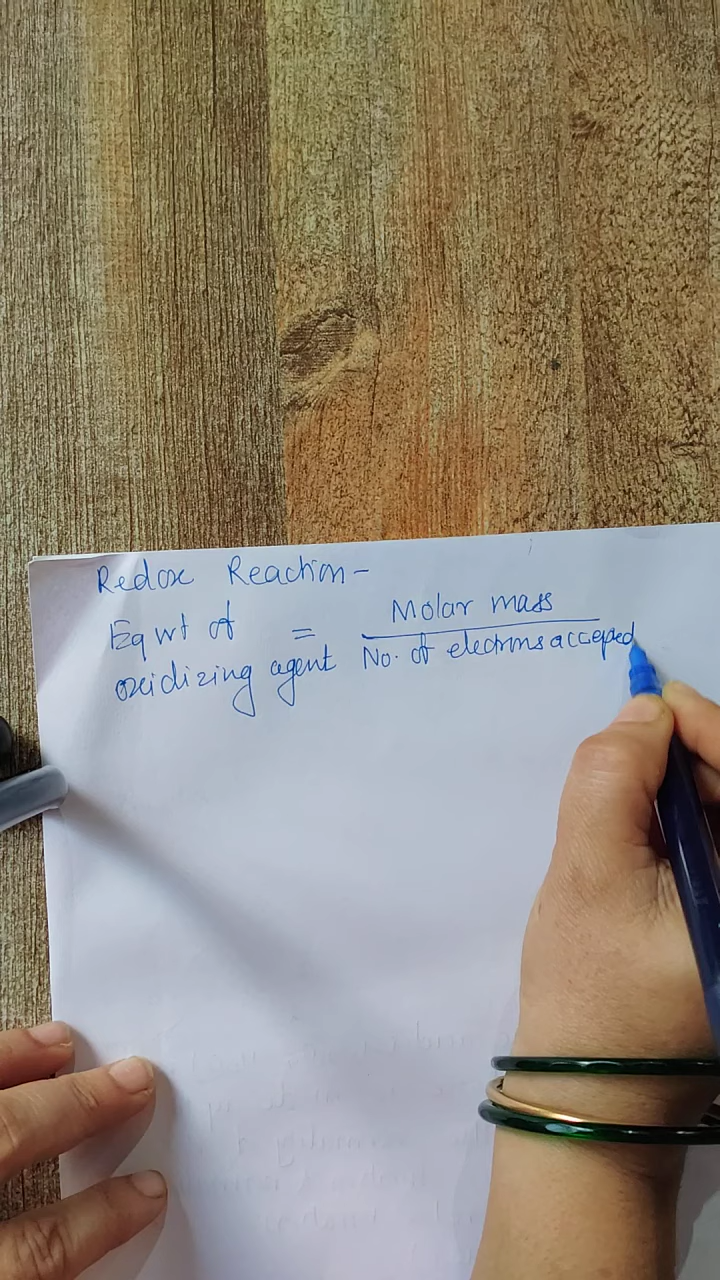 Redox Reaction-
Eq wt of = Molar mass
oxidizing agent No. of electrons accepted